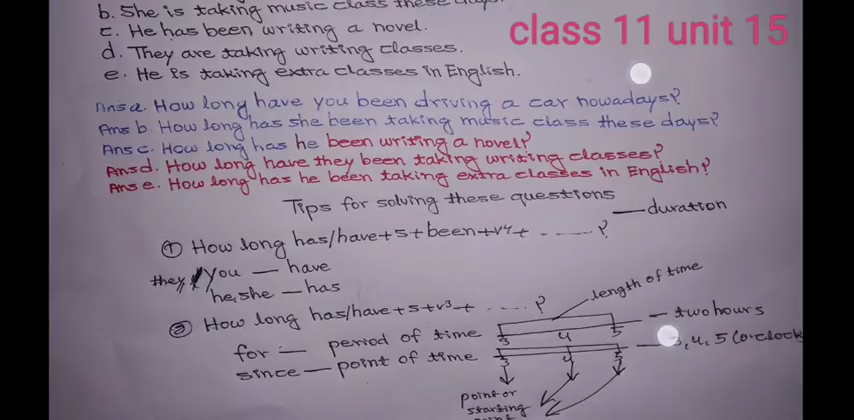 b. She is taking music class these days.
class 11 unit 15
c. He has been writing a novel.
d. They are taking writing classes.
e. He is taking extra classes in English.
Ans a. How long have you been driving a car nowadays?
Ans b. How long has she been taking music class these days?
Ans c. How long has he been writing a novel?
Ans d. How long have they been taking writing classes?
Ans e. How long has he been taking extra classes in English?
Tips for solving these questions
① How long has/have+s+been+v4+ ......? — duration
they, I/you — have
he, she — has
② How long has/have+s+v3+ ......?
length of time
for — period of time
3 4 5 — two hours
since — point of time
3 4 5 — 3, 4, 5 (o'clock
point or
starting